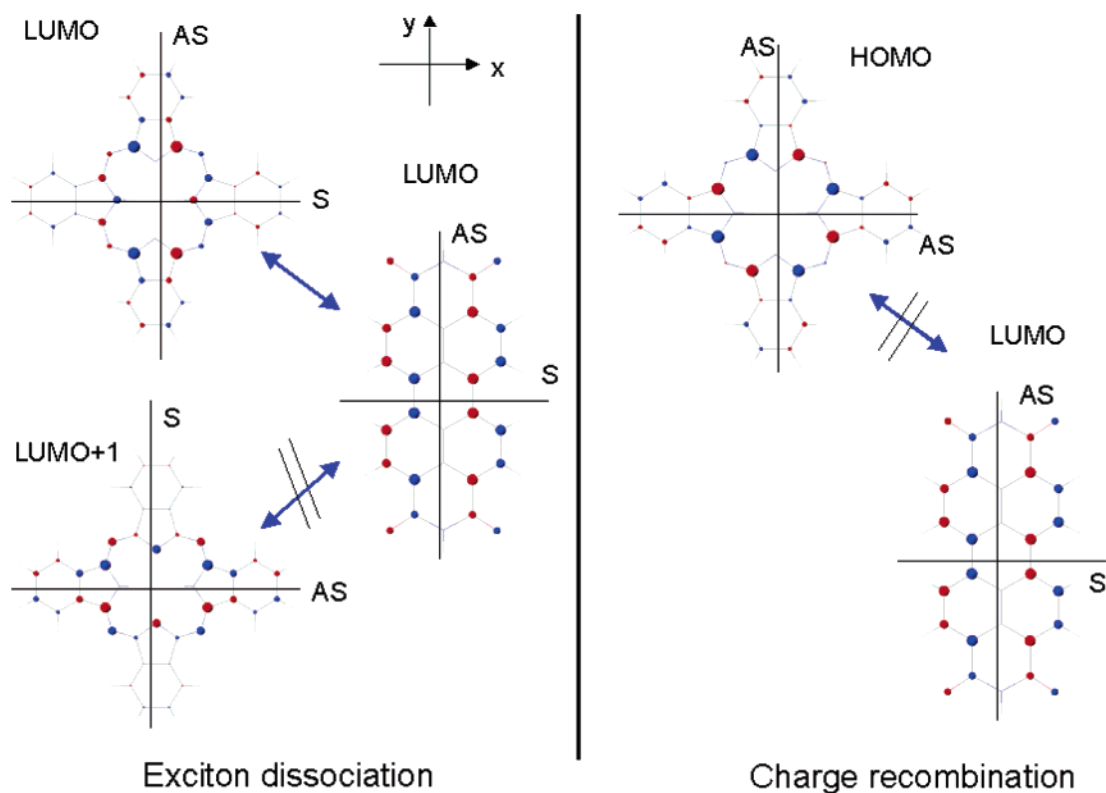 LUMO
AS
S
y
x
LUMO
AS
S
LUMO+1
S
AS
Exciton dissociation
AS
HOMO
AS
LUMO
AS
S
Charge recombination